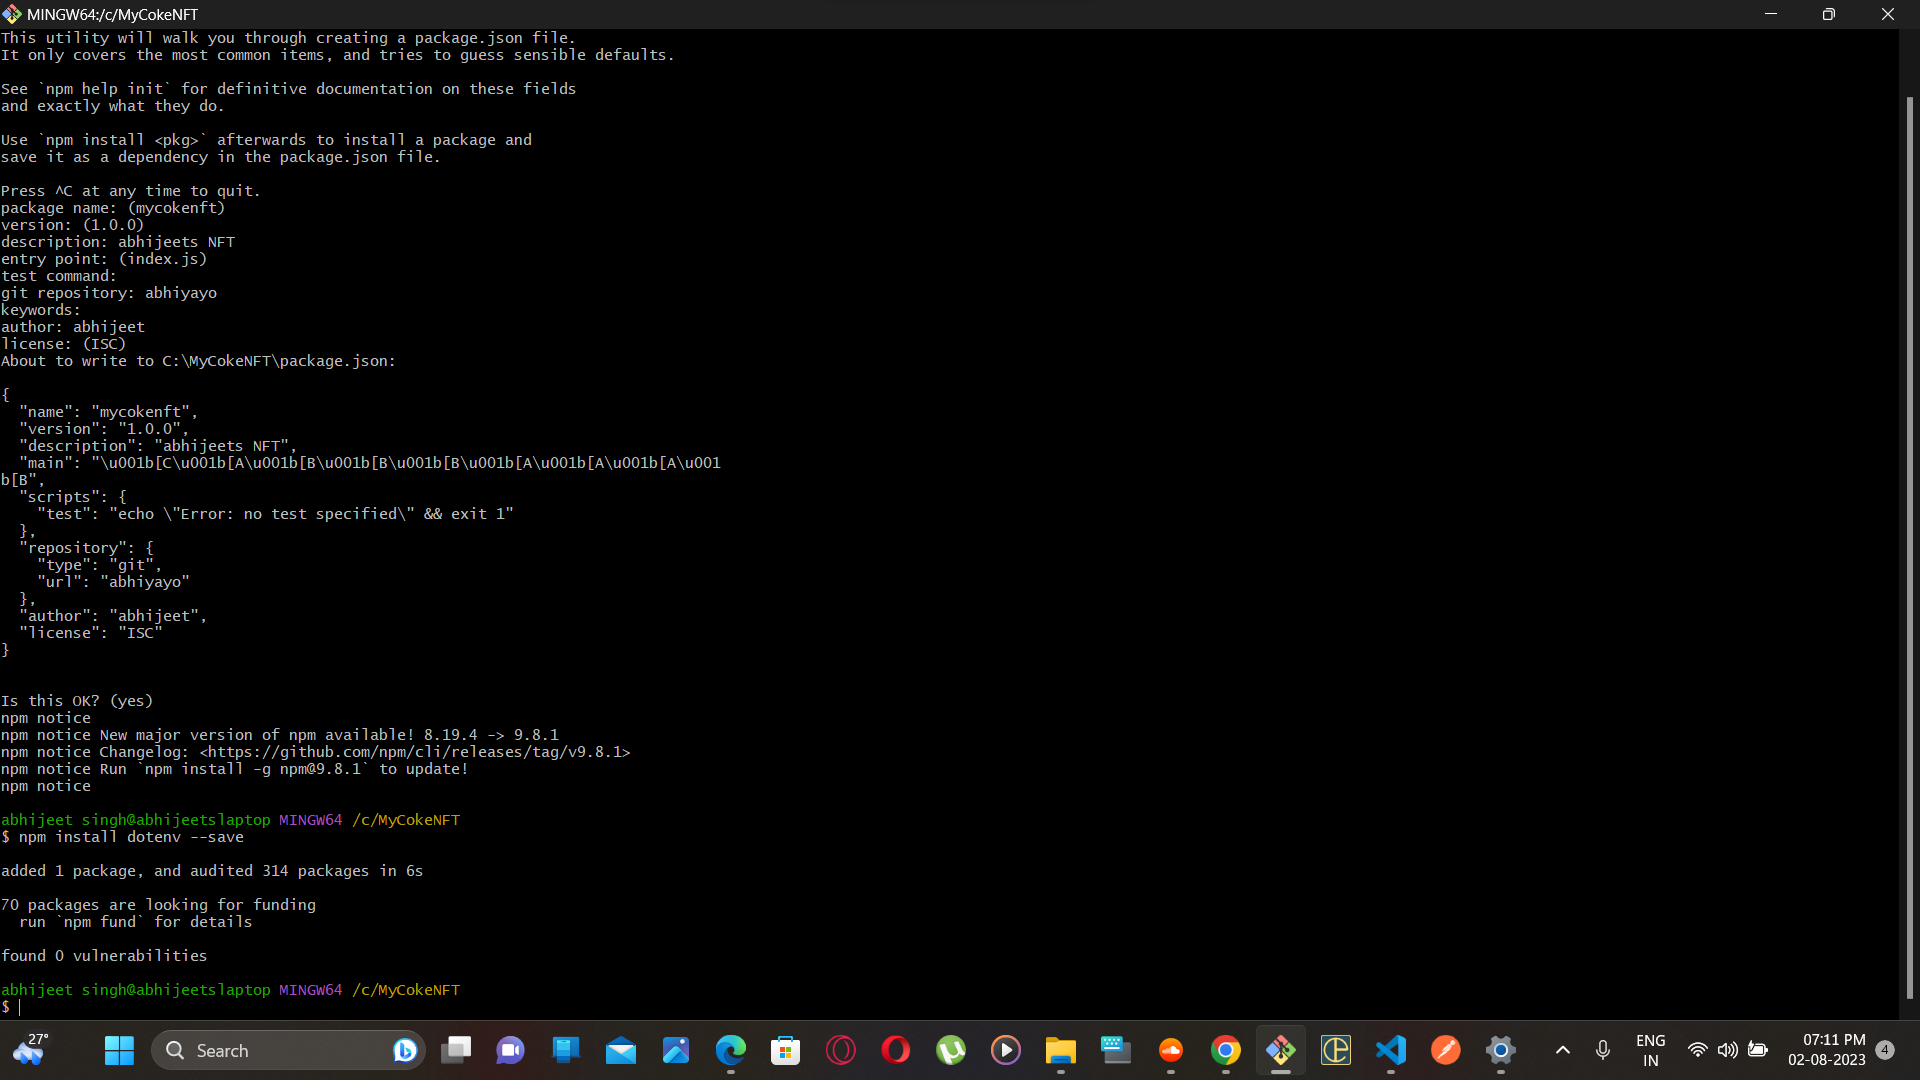 MINGW64:/c/MyCokeNFT
This utility will walk you through creating a package.json file.
It only covers the most common items, and tries to guess sensible defaults.
See `npm help init` for definitive documentation on these fields
and exactly what they do.
Use `npm install <pkg>` afterwards to install a package and
save it as a dependency in the package.json file.
Press ^C at any time to quit.
package name: (mycokenft)
version: (1.0.0)
description: abhijeets NFT
entry point: (index.js)
test command:
git repository: abhiyayo
keywords:
author: abhijeet
license: (ISC)
About to write to C:\MyCokeNFT\package.json:
{
  "name": "mycokenft",
  "version": "1.0.0",
  "description": "abhijeets NFT",
  "main": "\u001b[C\u001b[A\u001b[B\u001b[B\u001b[B\u001b[A\u001b[A\u001b[A\u001
b[B",
  "scripts": {
    "test": "echo \"Error: no test specified\" && exit 1"
  },
  "repository": {
    "type": "git",
    "url": "abhiyayo"
  },
  "author": "abhijeet",
  "license": "ISC"
}
Is this OK? (yes)
npm notice
npm notice New major version of npm available! 8.19.4 -> 9.8.1
npm notice Changelog: <https://github.com/npm/cli/releases/tag/v9.8.1>
npm notice Run `npm install -g npm@9.8.1` to update!
npm notice
abhijeet singh@abhijeetslaptop MINGW64 /c/MyCokeNFT
$ npm install dotenv --save
added 1 package, and audited 314 packages in 6s
70 packages are looking for funding
  run `npm fund` for details
found 0 vulnerabilities
abhijeet singh@abhijeetslaptop MINGW64 /c/MyCokeNFT
$
27°
Search
ENG
IN
07:11 PM
02-08-2023
4